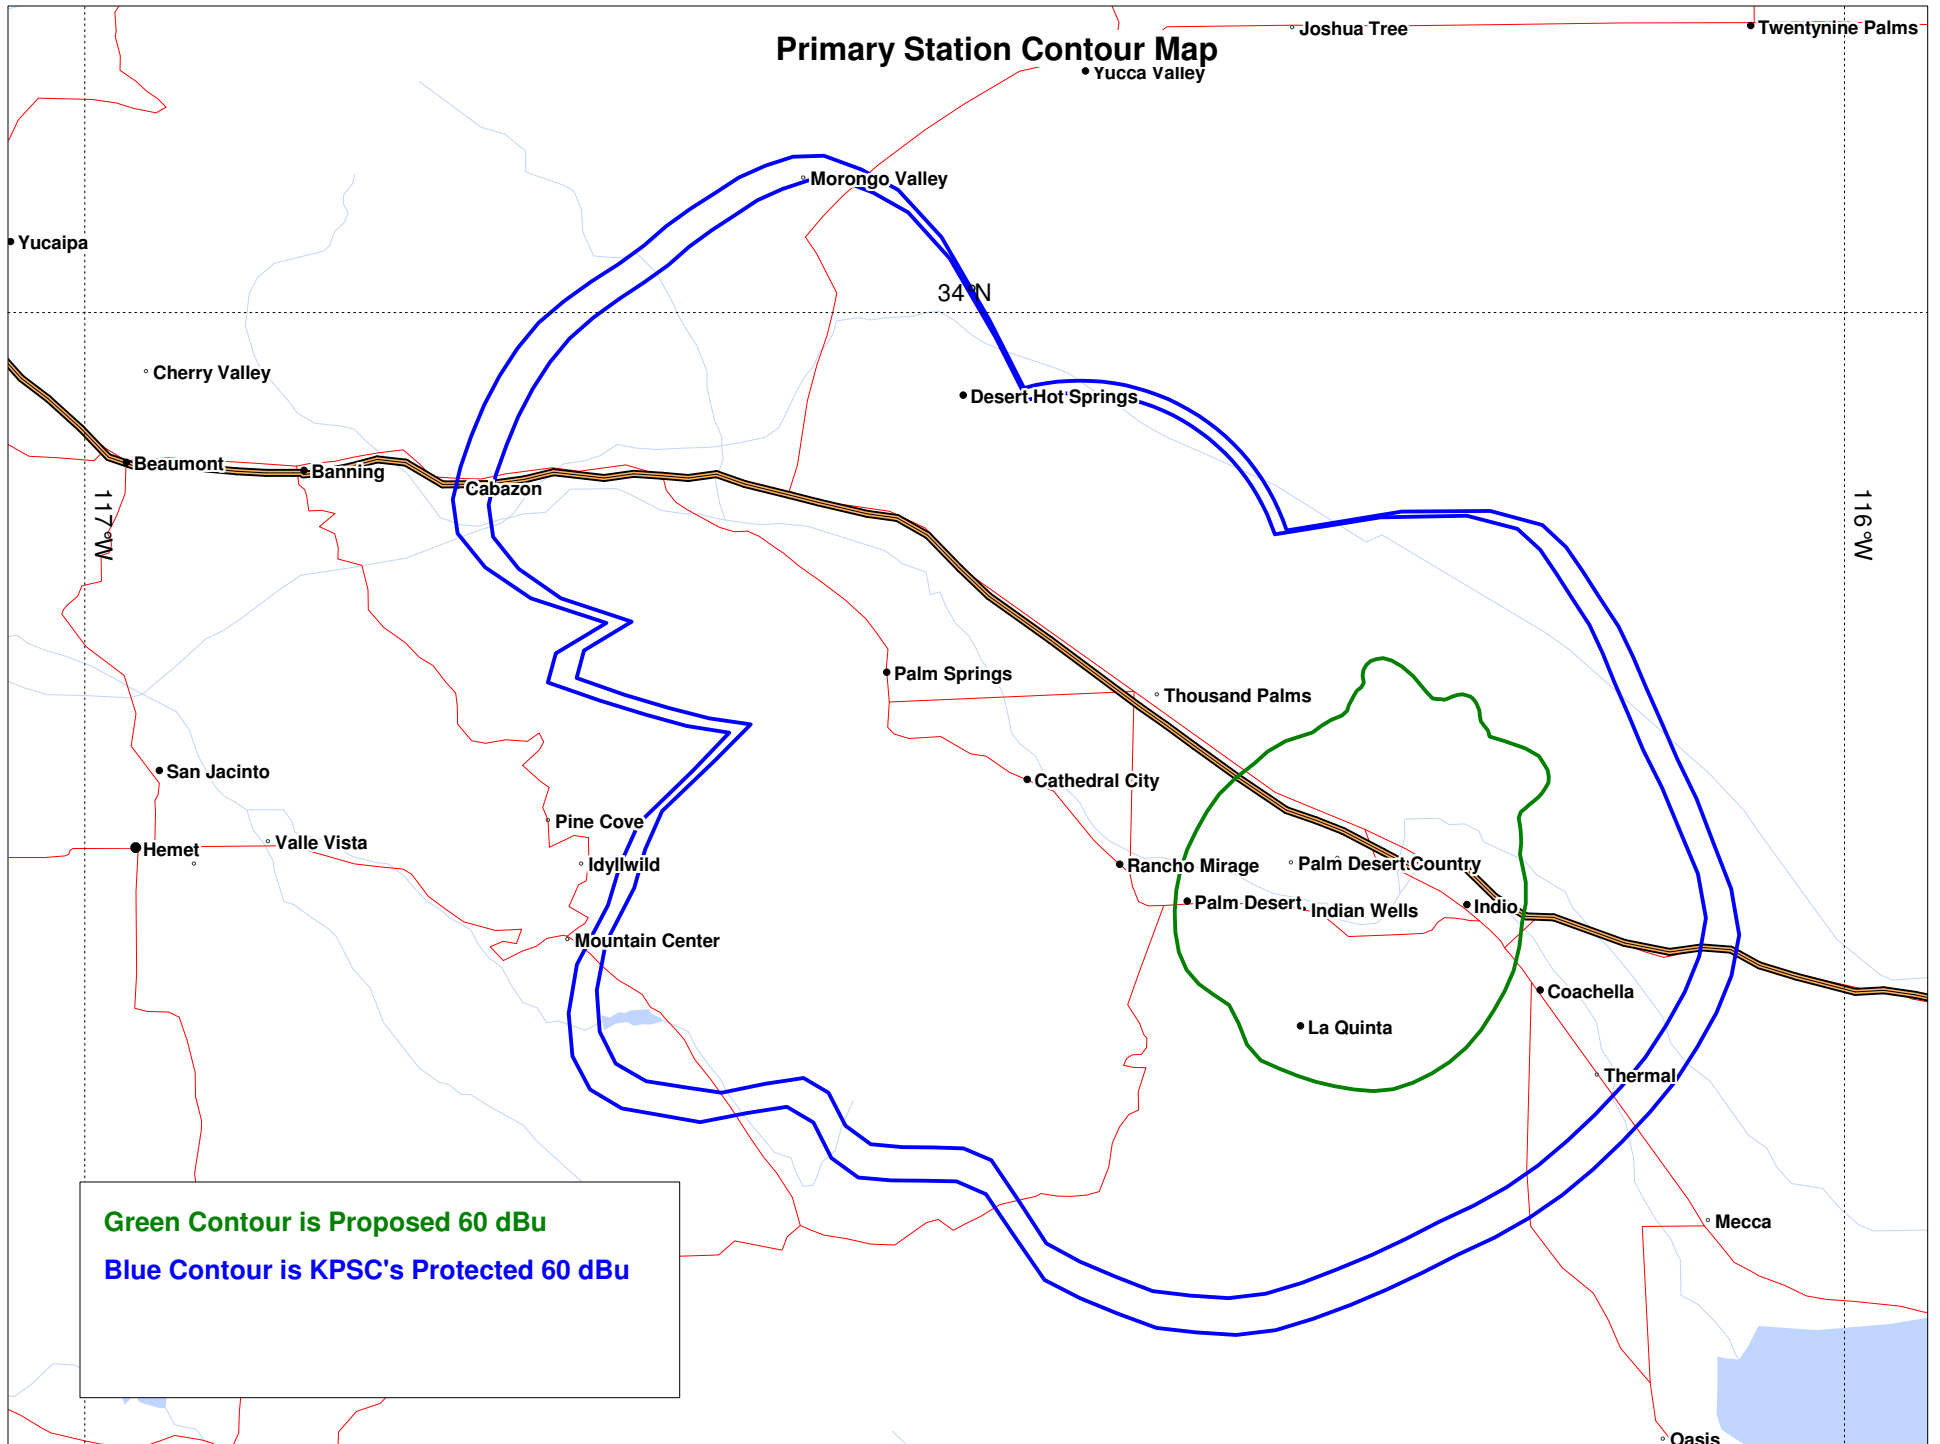 Joshua Tree
Twentynine Palms
Primary Station Contour Map
Yucca Valley
Morongo Valley
Yucaipa
34°N
Cherry Valley
Desert Hot Springs
Beaumont
Banning
Cabazon
117°W
116°W
Palm Springs
Thousand Palms
San Jacinto
Cathedral City
Pine Cove
Valle Vista
Hemet
Idyllwild
Rancho Mirage
Palm Desert Country
Palm Desert
Indian Wells
Indio
Mountain Center
Coachella
La Quinta
Thermal
Mecca
Green Contour is Proposed 60 dBu
Blue Contour is KPSC's Protected 60 dBu
Oasis